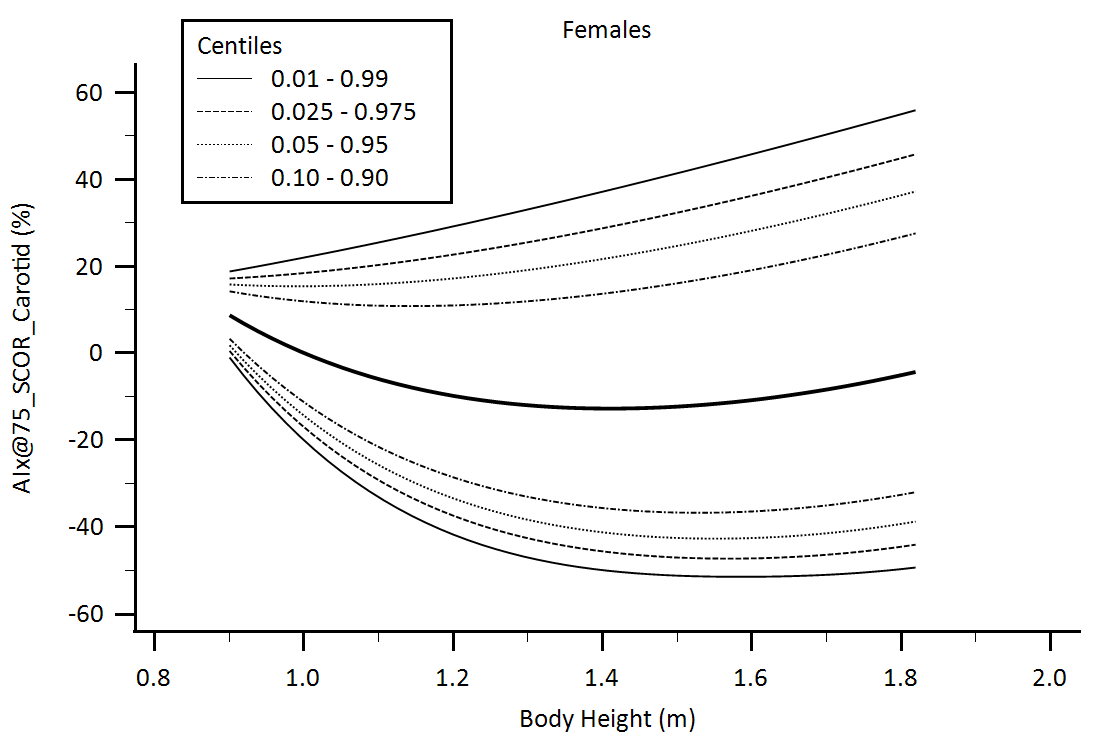 Females
Centiles
0.01 - 0.99
0.025 - 0.975
0.05 - 0.95
0.10 - 0.90
AIx@75_SCOR_Carotid (%)
60
40
20
0
-20
-40
-60
0.8 1.0 1.2 1.4 1.6 1.8 2.0
Body Height (m)